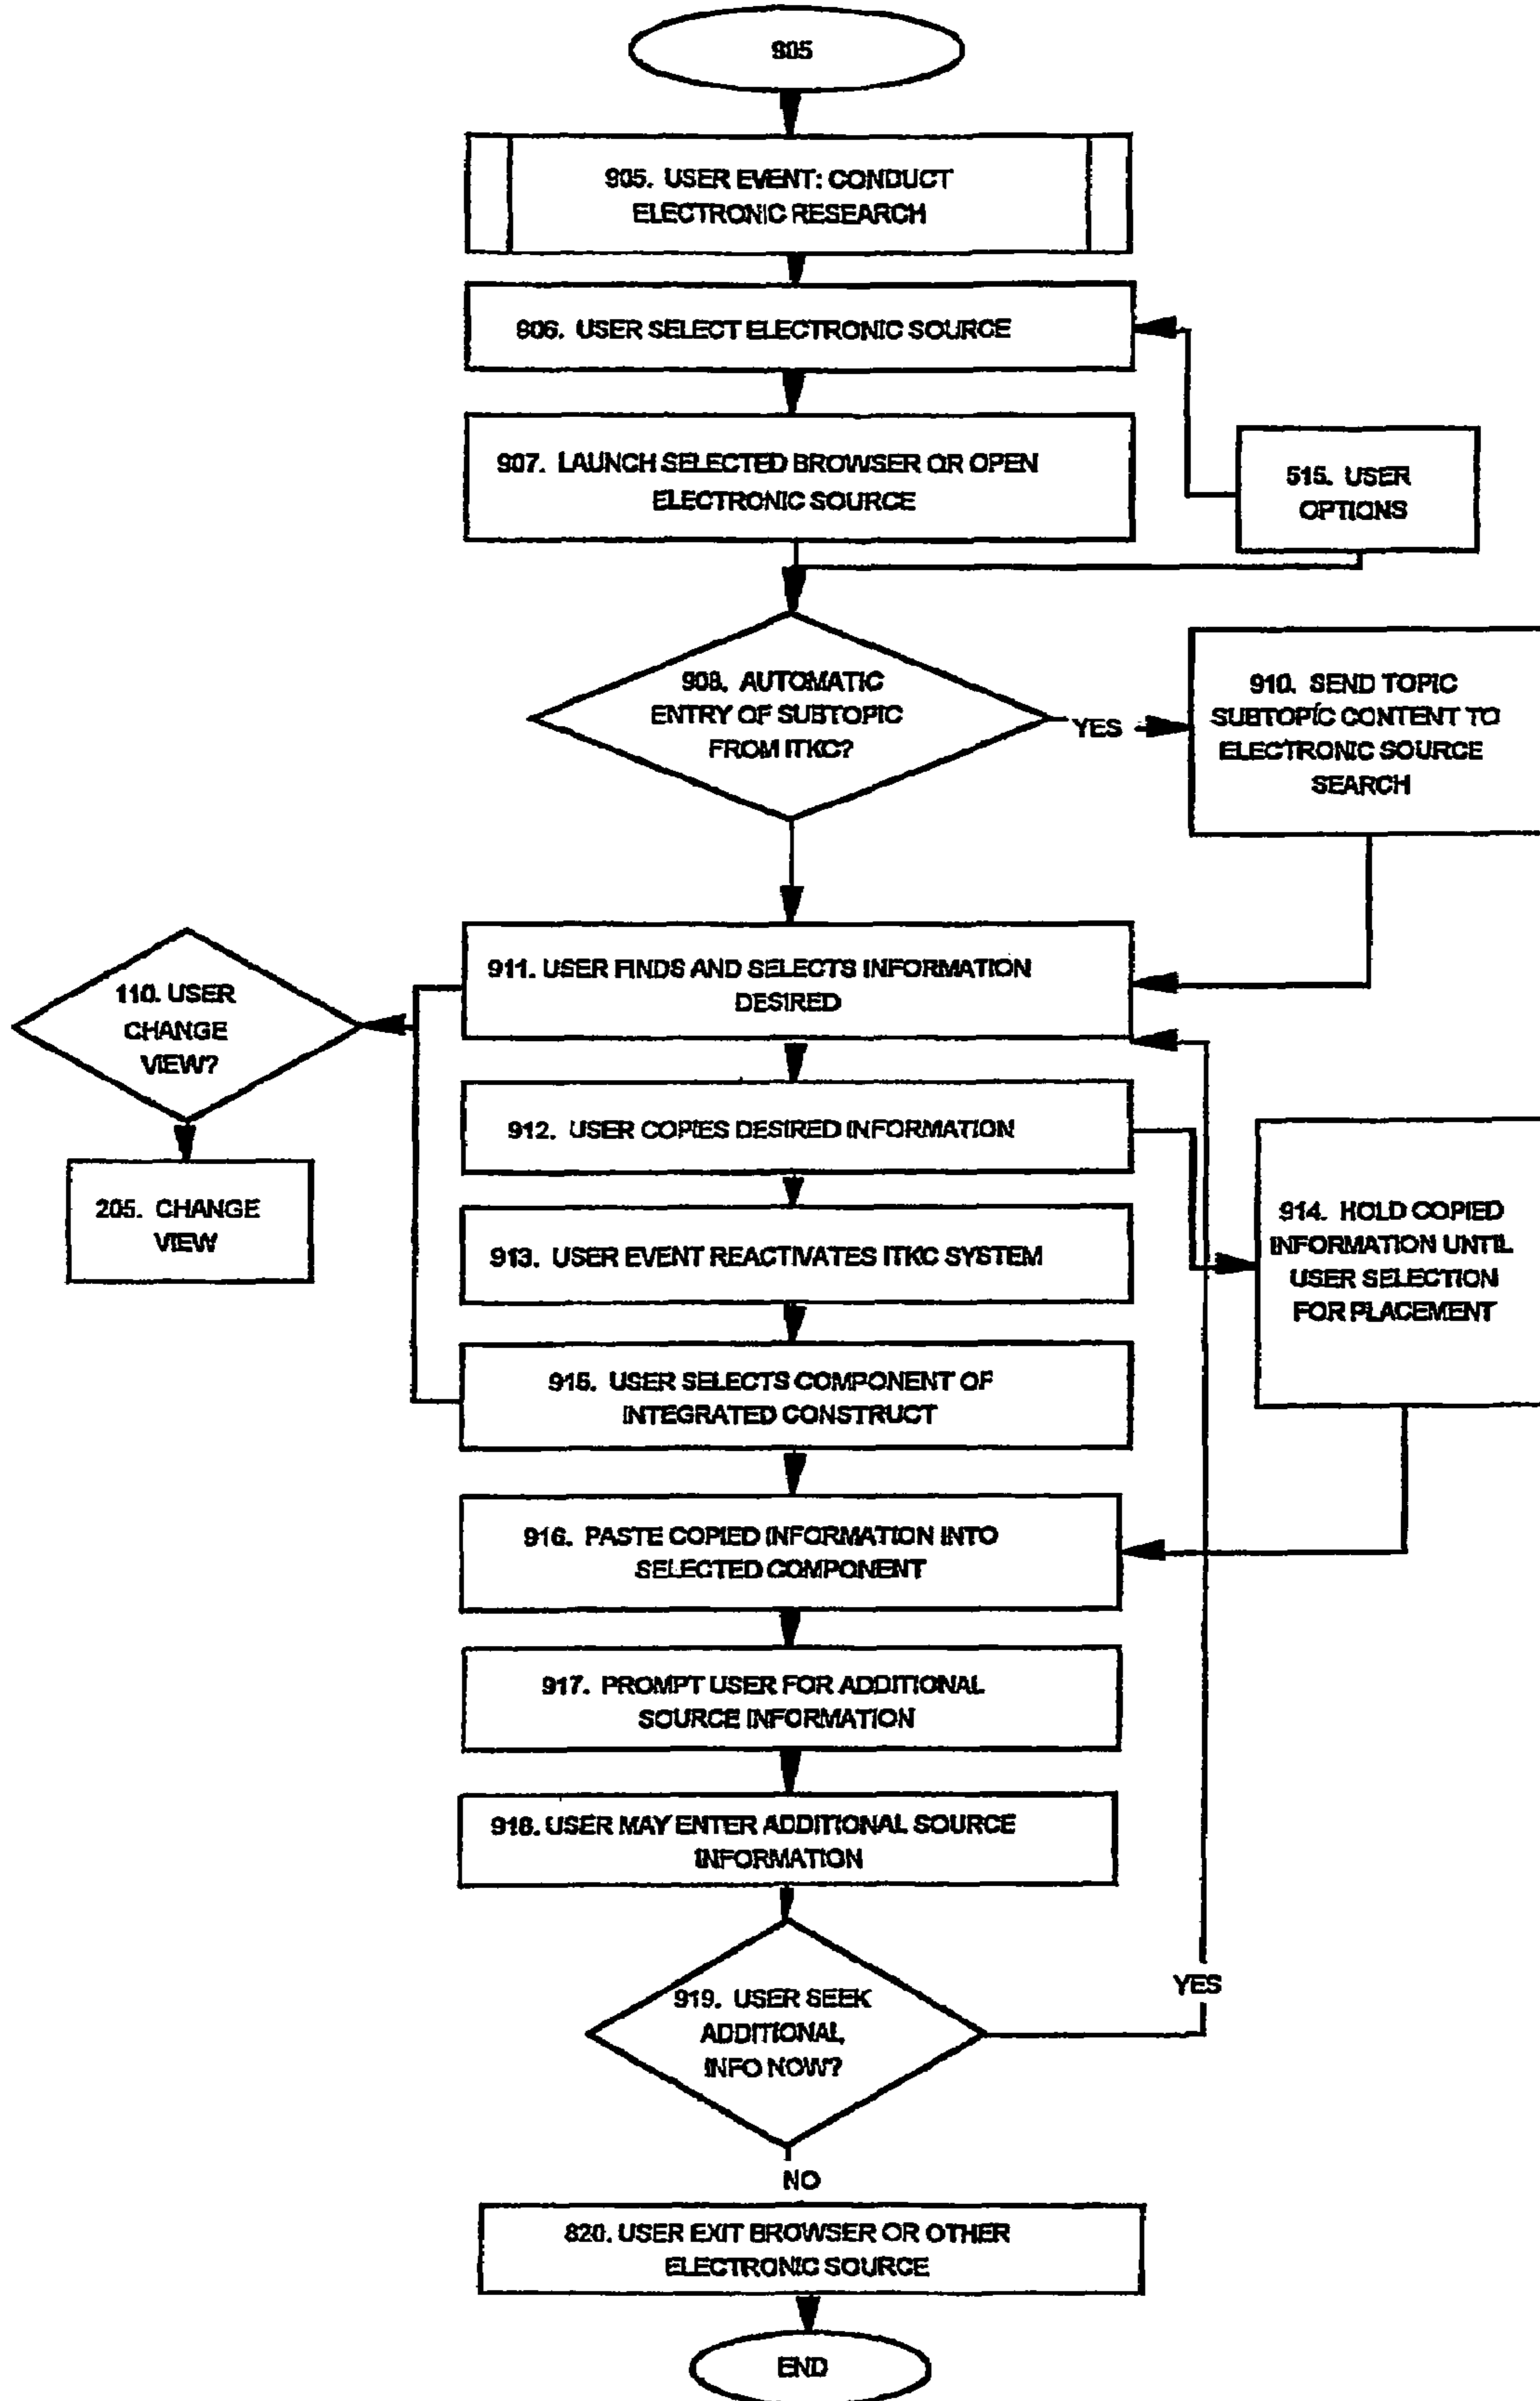 905
905. USER EVENT: CONDUCT
ELECTRONIC RESEARCH
906. USER SELECT ELECTRONIC SOURCE
907. LAUNCH SELECTED BROWSER OR OPEN
ELECTRONIC SOURCE
515. USER
OPTIONS
908. AUTOMATIC
ENTRY OF SUBTOPIC
FROM ITKC?
YES
910. SEND TOPIC
SUBTOPIC CONTENT TO
ELECTRONIC SOURCE
SEARCH
911. USER FINDS AND SELECTS INFORMATION
DESIRED
110. USER
CHANGE
VIEW?
912. USER COPIES DESIRED INFORMATION
205. CHANGE
VIEW
914. HOLD COPIED
INFORMATION UNTIL
USER SELECTION
FOR PLACEMENT
913. USER EVENT REACTIVATES ITKC SYSTEM
915. USER SELECTS COMPONENT OF
INTEGRATED CONSTRUCT
916. PASTE COPIED INFORMATION INTO
SELECTED COMPONENT
917. PROMPT USER FOR ADDITIONAL
SOURCE INFORMATION
918. USER MAY ENTER ADDITIONAL SOURCE
INFORMATION
YES
919. USER SEEK
ADDITIONAL
INFO NOW?
NO
820. USER EXIT BROWSER OR OTHER
ELECTRONIC SOURCE
END